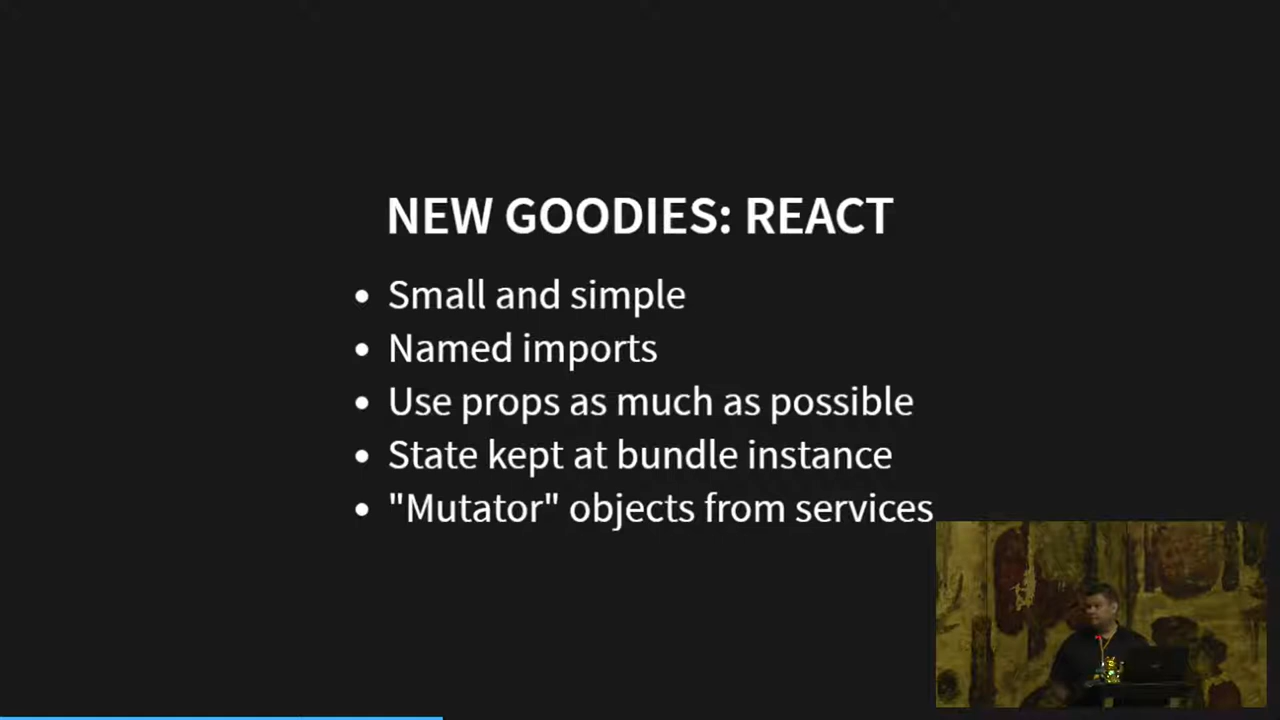 NEW GOODIES: REACT
Small and simple
Named imports
Use props as much as possible
State kept at bundle instance
"Mutator" objects from services